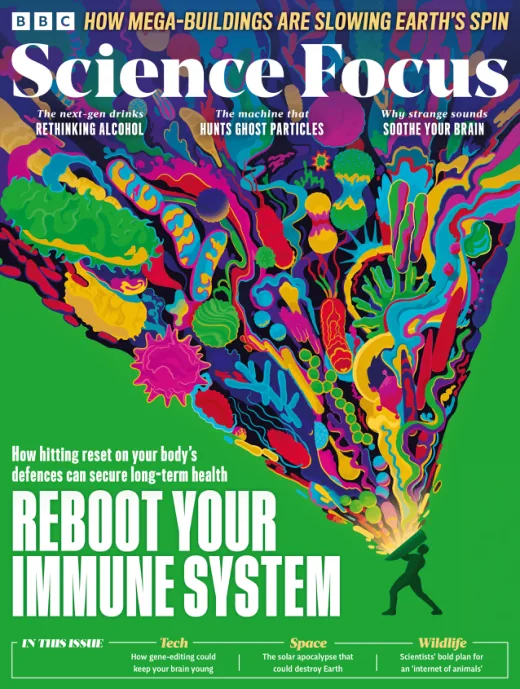 BBC HOW MEGA-BUILDINGS ARE SLOWING EARTH'S SPIN
Science Focus
The next-gen drinks
RETHINKING ALCOHOL
The machine that
HUNTS GHOST PARTICLES
Why strange sounds
SOOTHE YOUR BRAIN
How hitting reset on your body's
defences can secure long-term health
REBOOT YOUR
IMMUNE SYSTEM
IN THIS ISSUE
Tech
How gene-editing could
keep your brain young
Space
The solar apocalypse that
could destroy Earth
Wildlife
Scientists' bold plan for
an 'internet of animals'